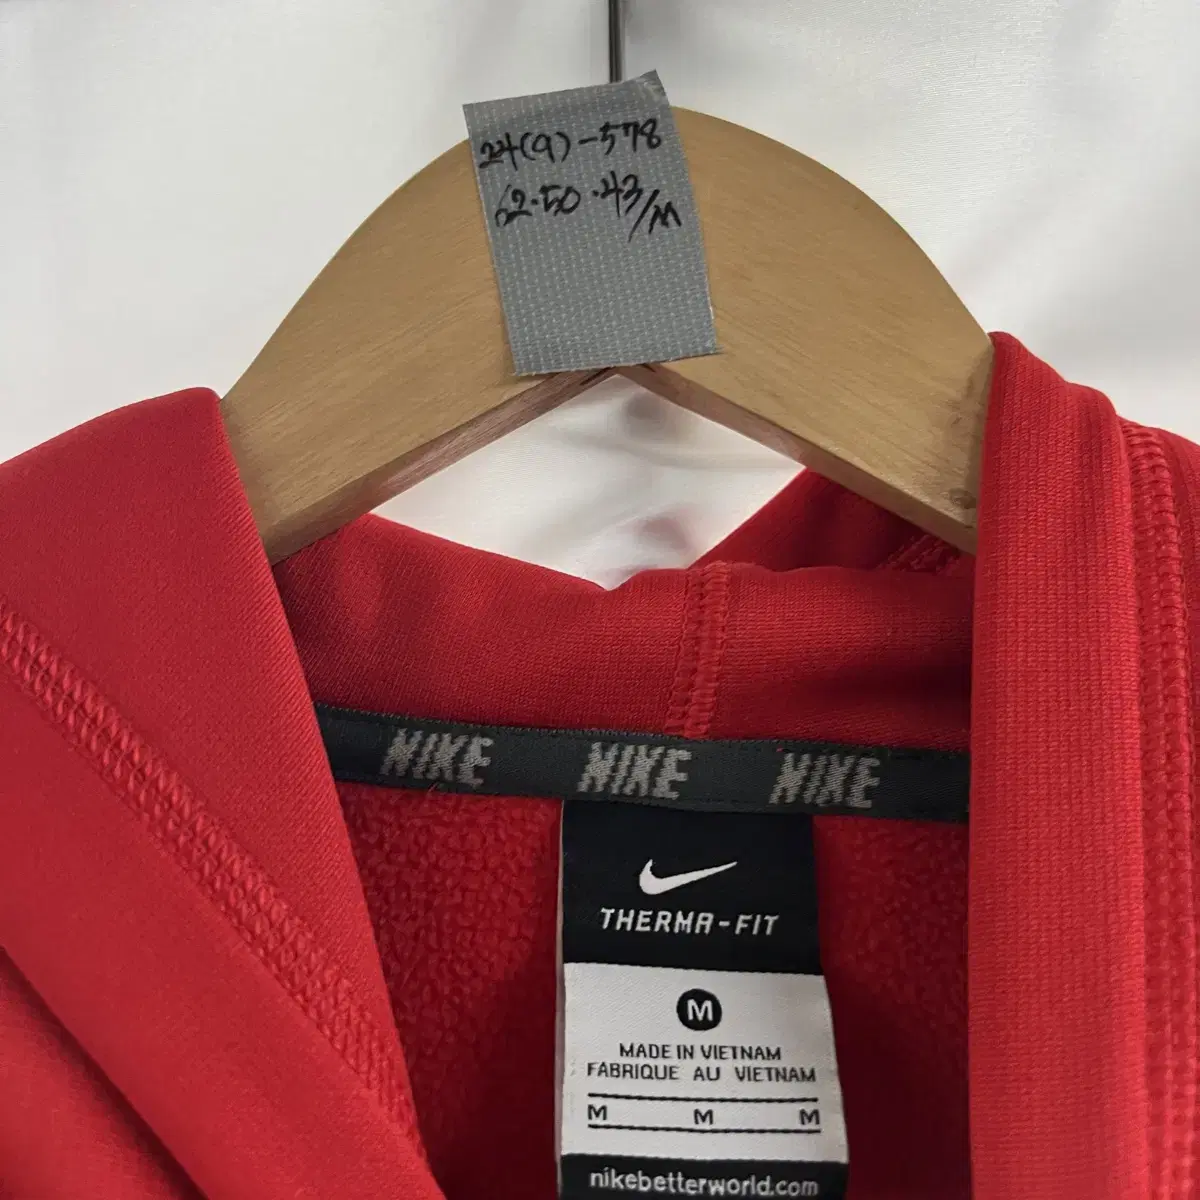 24(9)-578
62.50.43/M
NIKE NIKE NIKE
THERMA-FIT
M
MADE IN VIETNAM
FABRIQUE AU VIETNAM
M M M
nikebetterworld.com